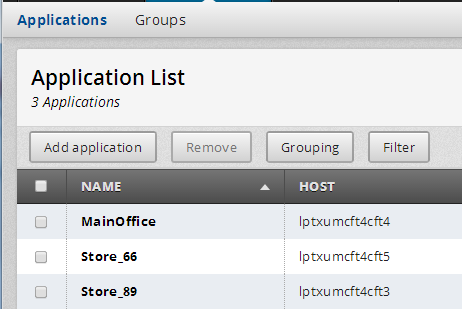 Applications Groups
Application List
3 Applications
Add application Remove Grouping Filter
NAME HOST
MainOffice lptxumcft4cft4
Store_66 lptxumcft4cft5
Store_89 lptxumcft4cft3